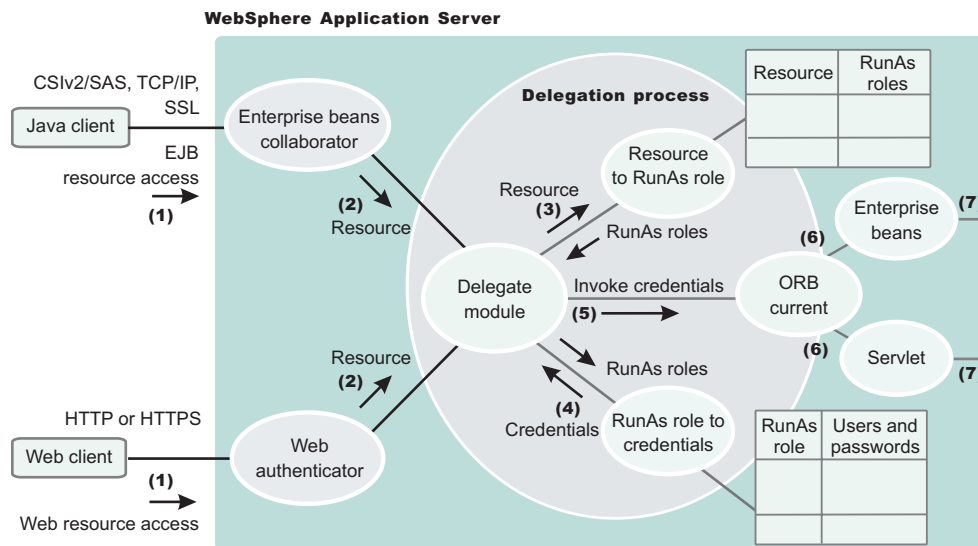 WebSphere Application Server
CSIv2/SAS, TCP/IP,
SSL
Java client
EJB
resource access
(1)
Enterprise beans
collaborator
(2)
Resource
Delegation process
Resource
to RunAs role
Resource
RunAs
roles
Resource
(3)
RunAs roles
Delegate
module
Invoke credentials
(5)
ORB
current
(6)
Enterprise
beans
(7
(6)
Servlet
(7
Resource
(2)
RunAs roles
(4)
Credentials
RunAs role to
credentials
RunAs
role
Users and
passwords
HTTP or HTTPS
Web client
(1)
Web resource access
Web
authenticator